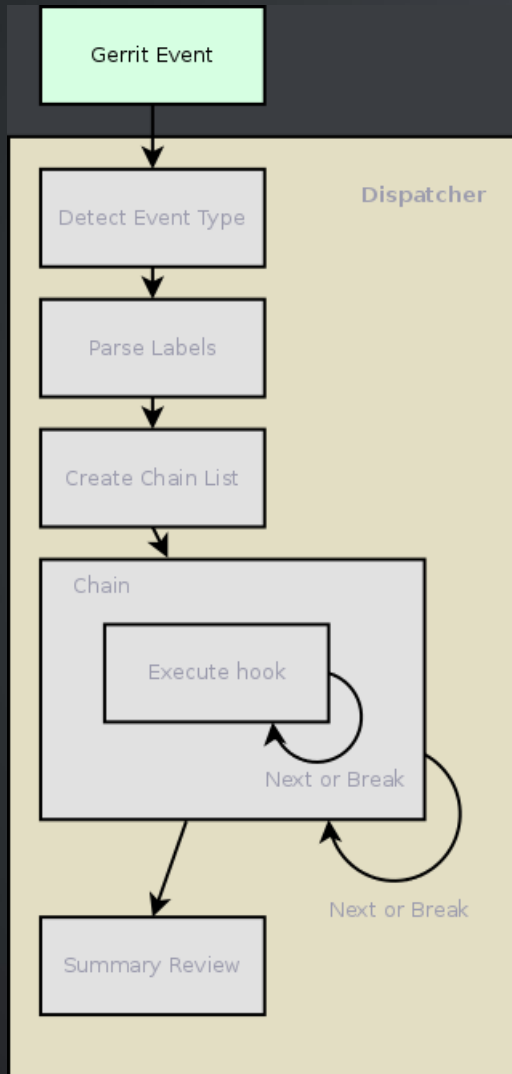 Gerrit Event
Dispatcher
Detect Event Type
Parse Labels
Create Chain List
Chain
Execute hook
Next or Break
Next or Break
Summary Review